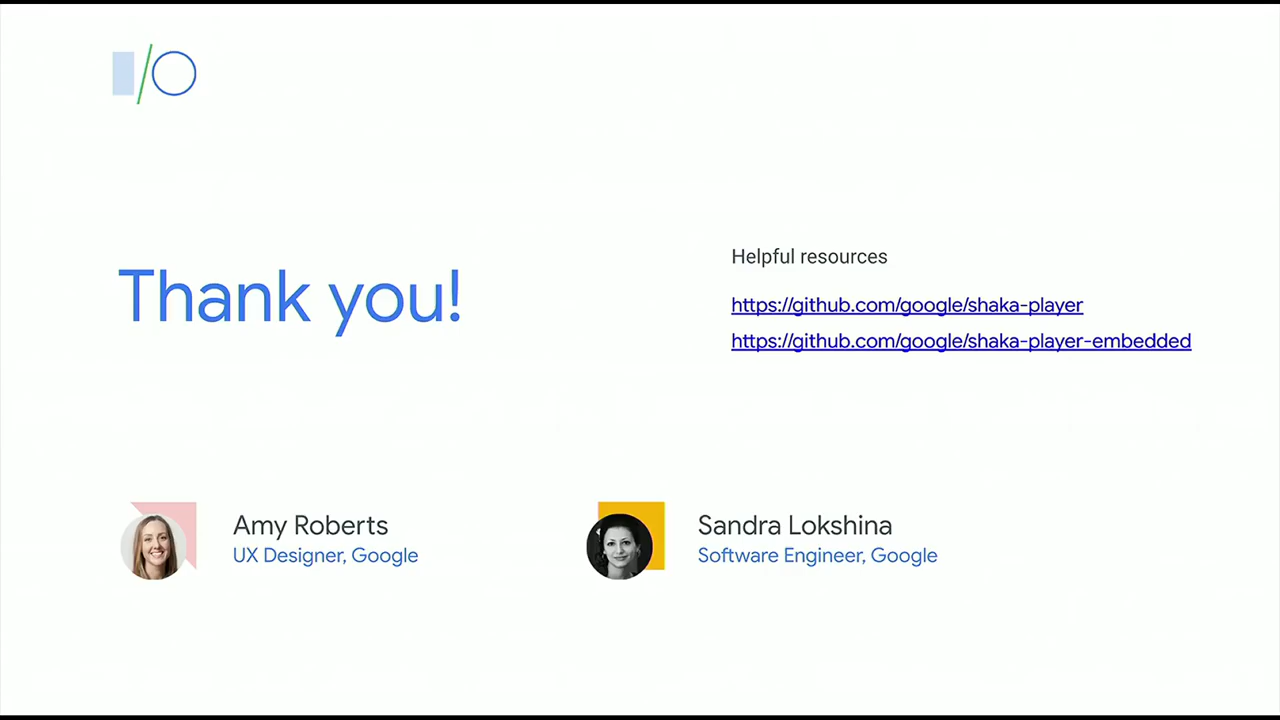 I/O
Thank you!
Helpful resources
https://github.com/google/shaka-player
https://github.com/google/shaka-player-embedded
Amy Roberts
UX Designer, Google
Sandra Lokshina
Software Engineer, Google